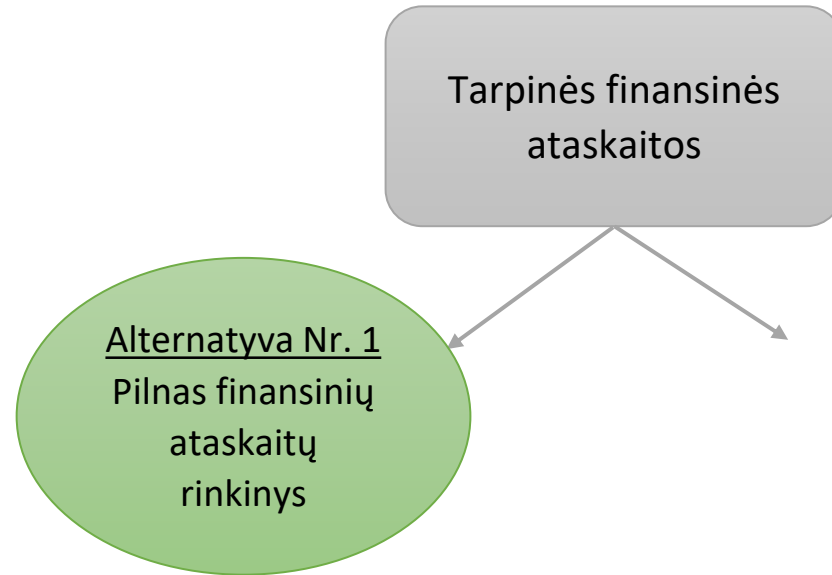 Tarpinės finansinės
ataskaitos
Alternatyva Nr. 1
Pilnas finansinių
ataskaitų
rinkinys